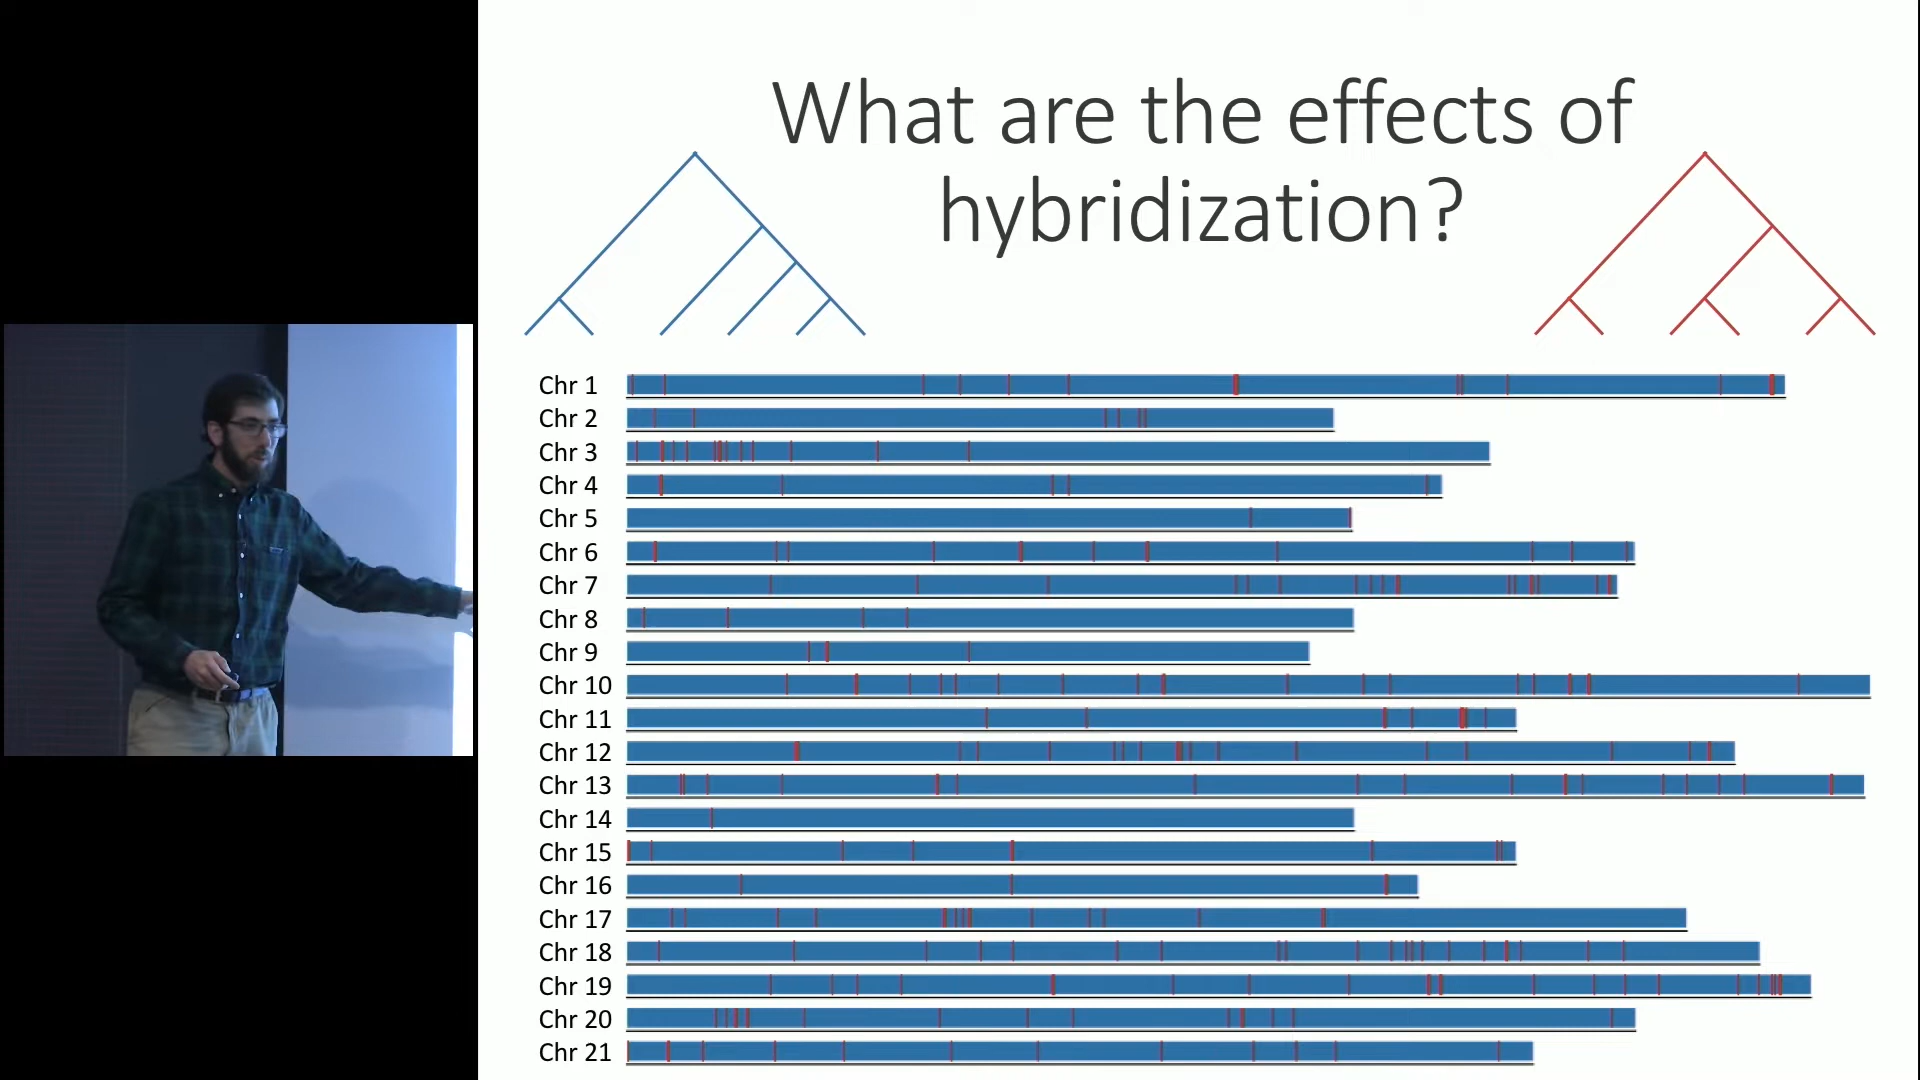 What are the effects of
hybridization?
Chr 1
Chr 2
Chr 3
Chr 4
Chr 5
Chr 6
Chr 7
Chr 8
Chr 9
Chr 10
Chr 11
Chr 12
Chr 13
Chr 14
Chr 15
Chr 16
Chr 17
Chr 18
Chr 19
Chr 20
Chr 21